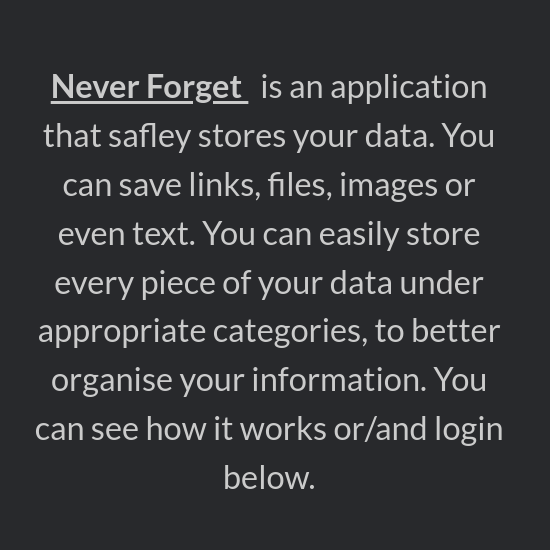 Never Forget is an application
that safley stores your data. You
can save links, files, images or
even text. You can easily store
every piece of your data under
appropriate categories, to better
organise your information. You
can see how it works or/and login
below.